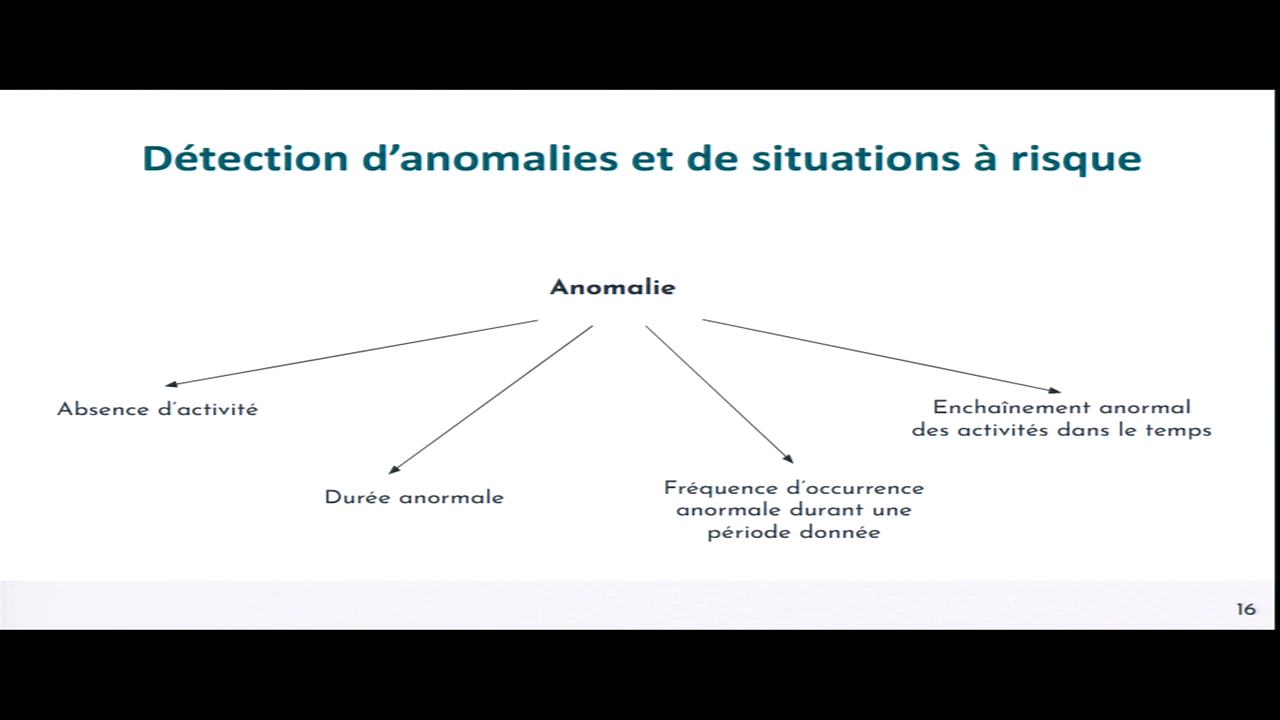 Détection d’anomalies et de situations à risque
Anomalie
Absence d’activité
Durée anormale
Fréquence d’occurrence
anormale durant une
période donnée
Enchaînement anormal
des activités dans le temps
16